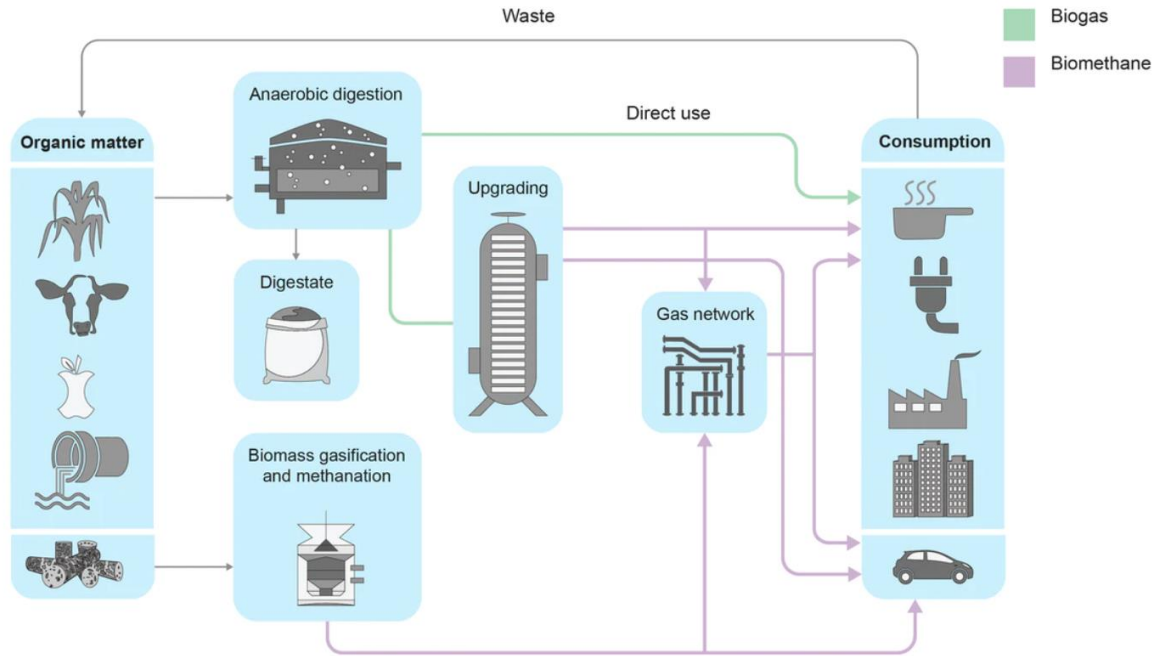 Waste
Biogas
Biomethane
Anaerobic digestion
Direct use
Organic matter
Consumption
Upgrading
Digestate
Gas network
Biomass gasification
and methanation